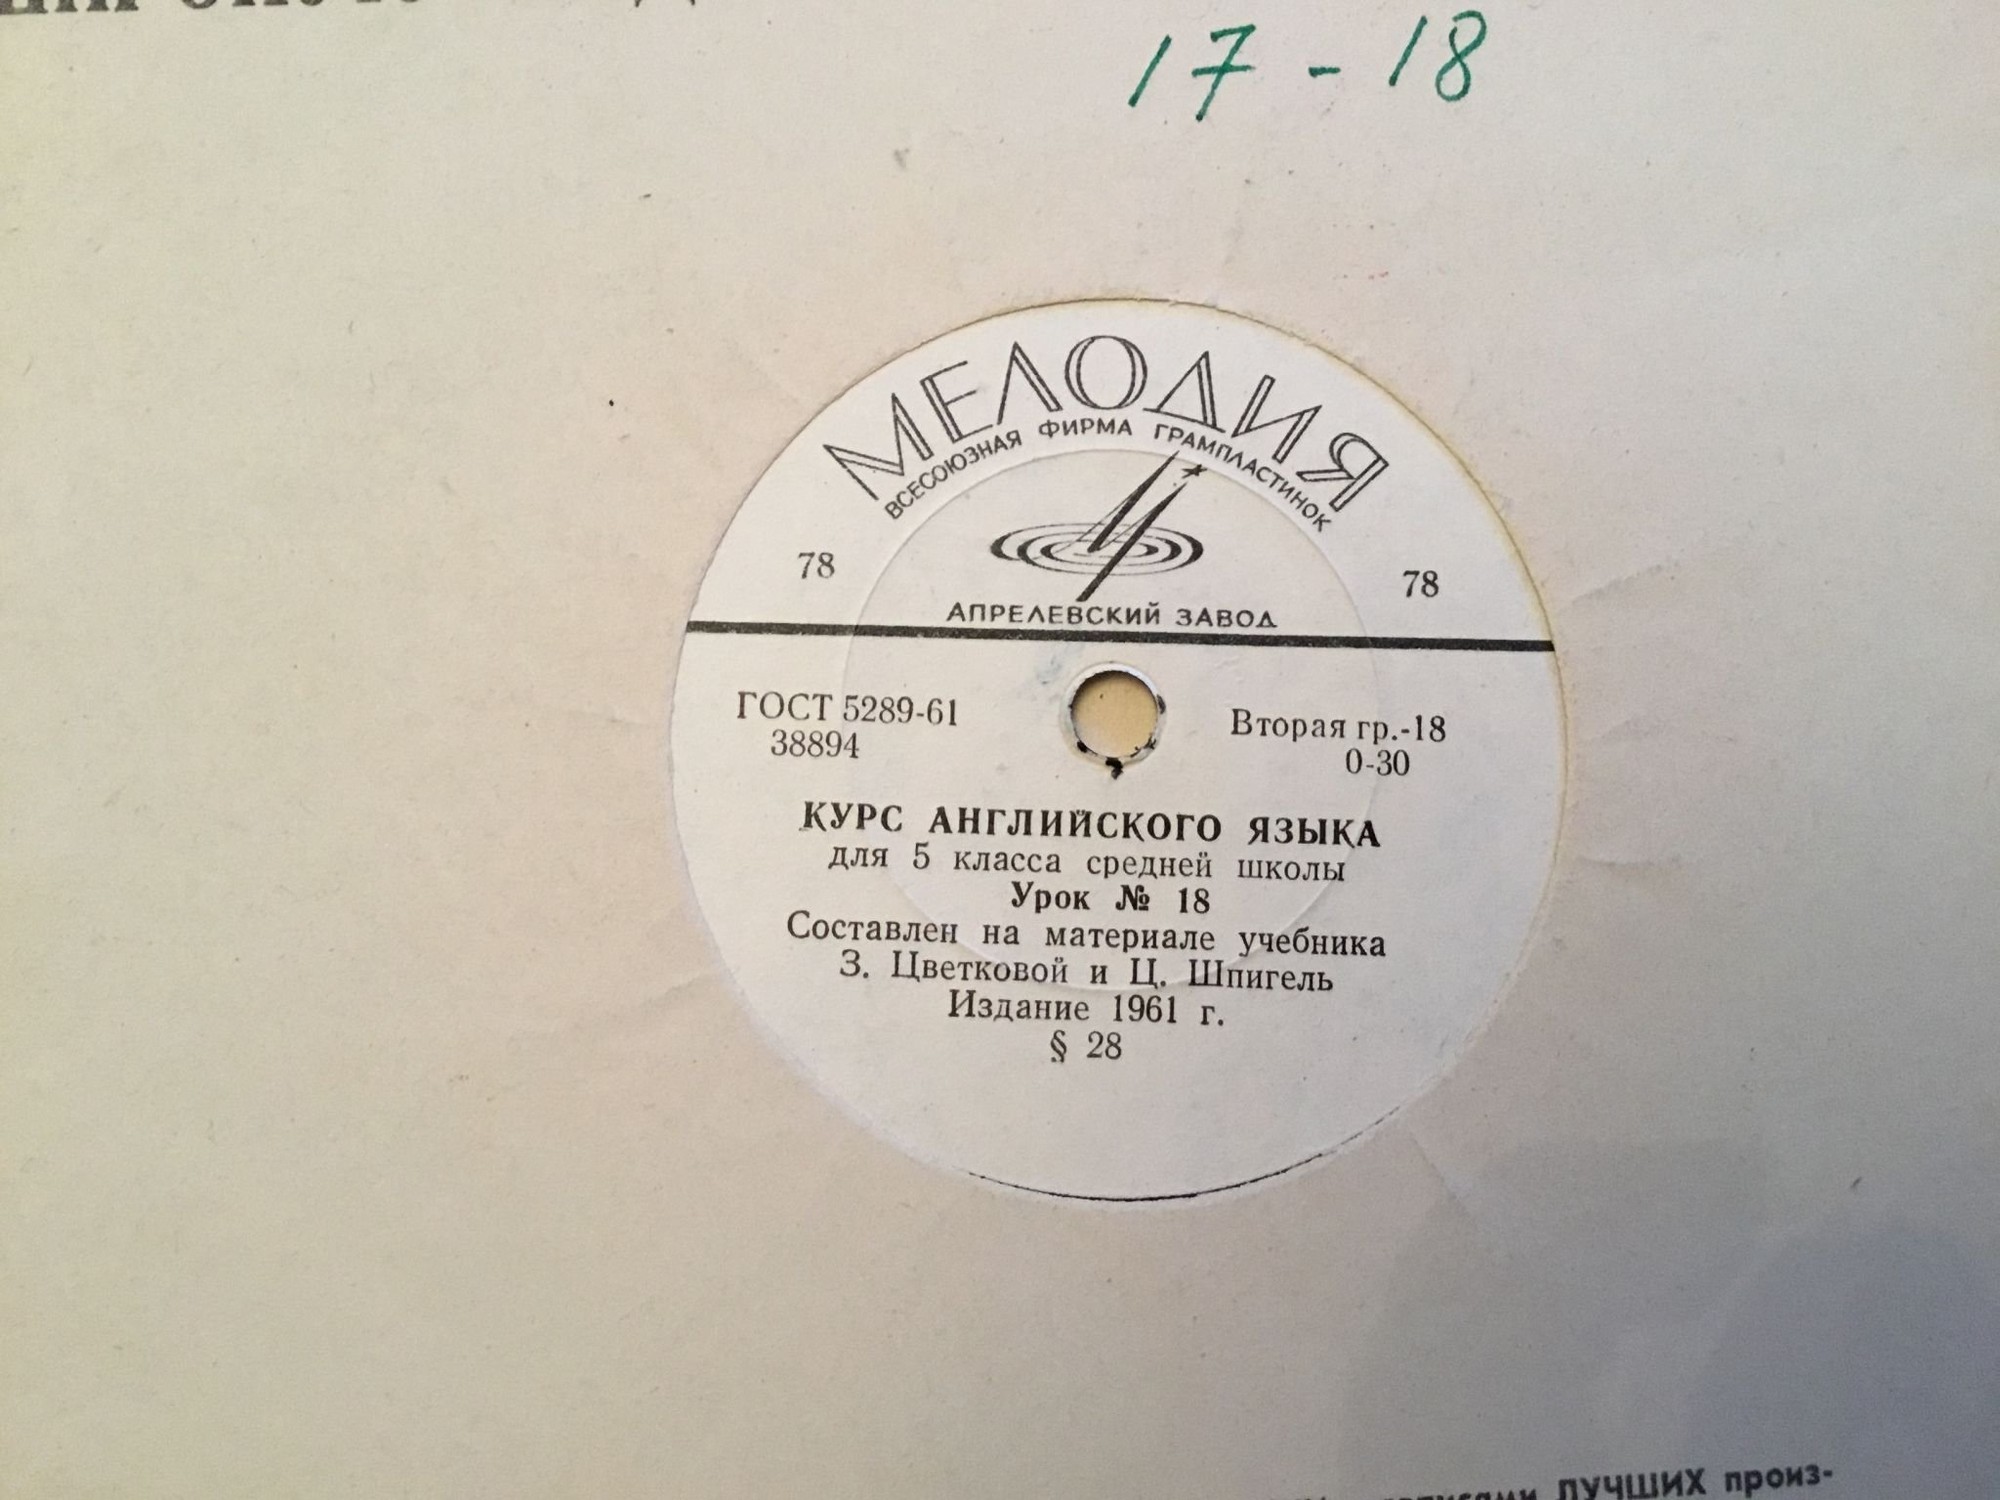 17-18
МЕЛОДИЯ
ВСЕСОЮЗНАЯ ФИРМА ГРАМПЛАСТИНОК
78 78
АПРЕЛЕВСКИЙ ЗАВОД
ГОСТ 5289-61 Вторая гр.-18
38894 0-30
КУРС АНГЛИЙСКОГО ЯЗЫКА
для 5 класса средней школы
Урок № 18
Составлен на материале учебника
З. Цветковой и Ц. Шпигель
Издание 1961 г.
§ 28
ЛУЧШИХ произ-